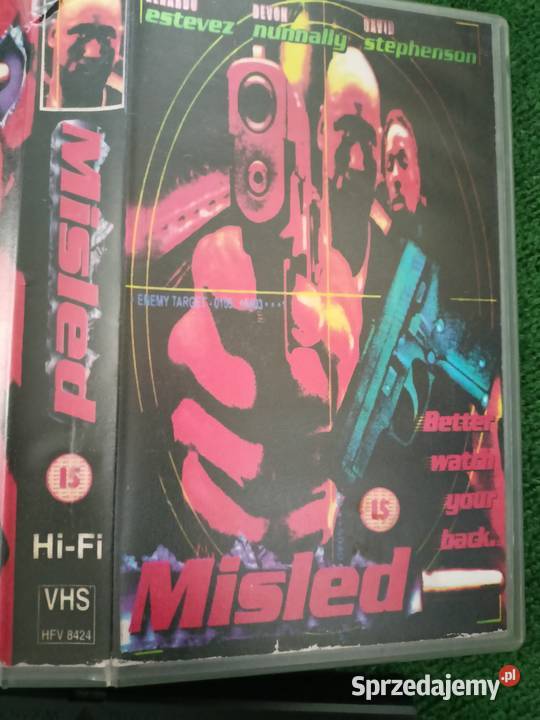 DEVON
DAVID
estevez nunnally stephenson
Misled
ENEMY TARGET
Better
watch
your
back.
15
15
Hi-Fi
VHS
HFV 8424
Misled
Sprzedajemy.pl